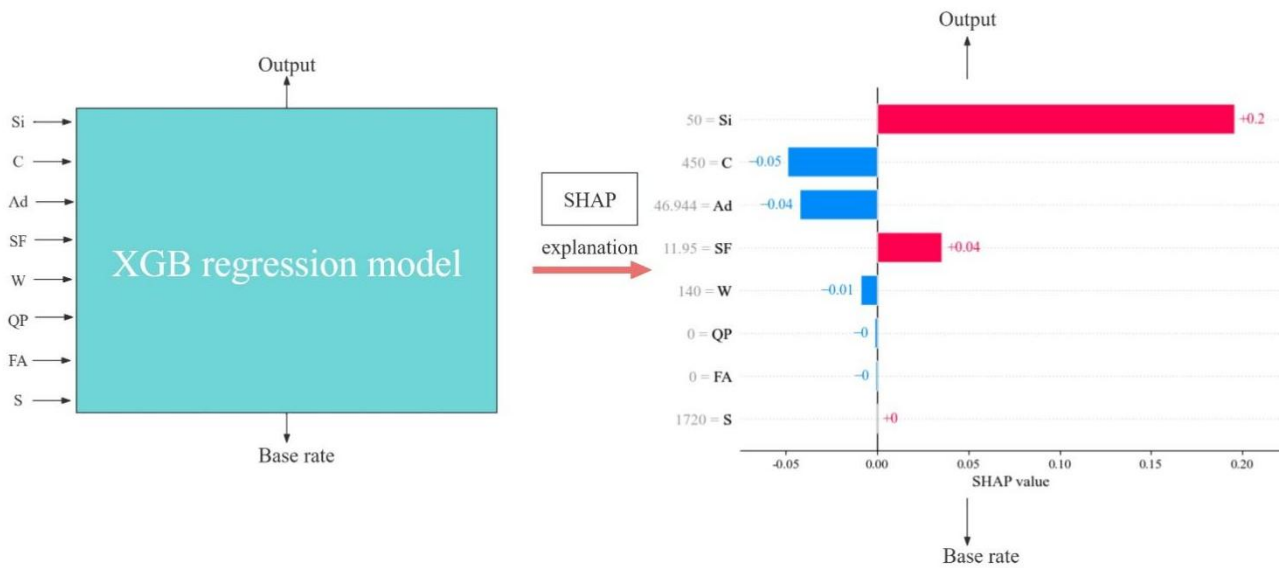 Output
Si
C
Ad
SF
W
QP
FA
S
XGB regression model
Base rate
SHAP
explanation
Output
50 = Si
+0.2
450 = C
−0.05
46.944 = Ad
−0.04
11.95 = SF
+0.04
140 = W
−0.01
0 = QP
−0
0 = FA
−0
1720 = S
+0
-0.05 0.00 0.05 0.10 0.15 0.20
SHAP value
Base rate